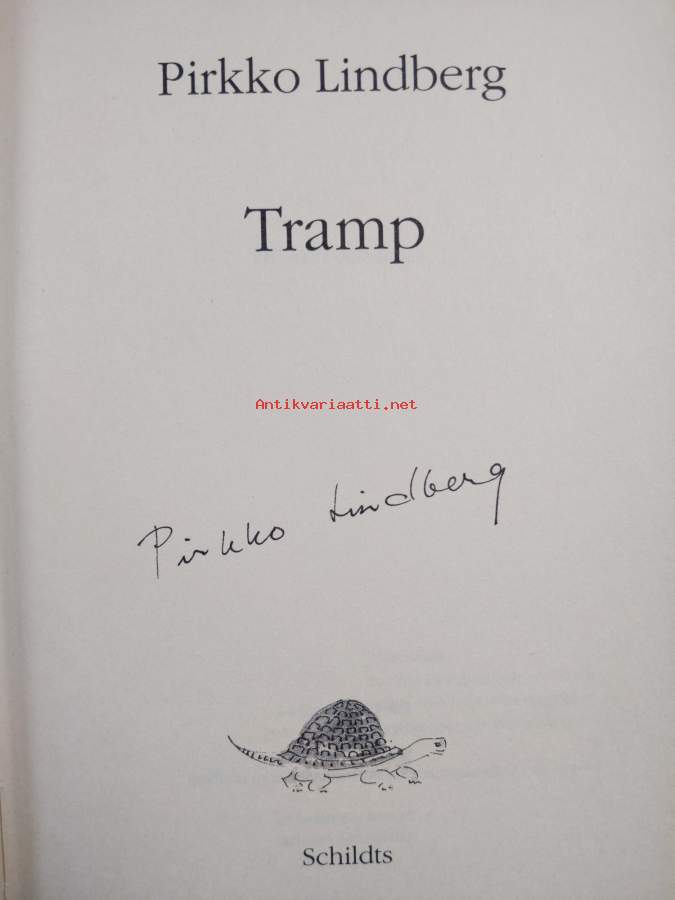 Pirkko Lindberg
Tramp
Antikvariaatti.net
Pirkko Lindberg
Schildts